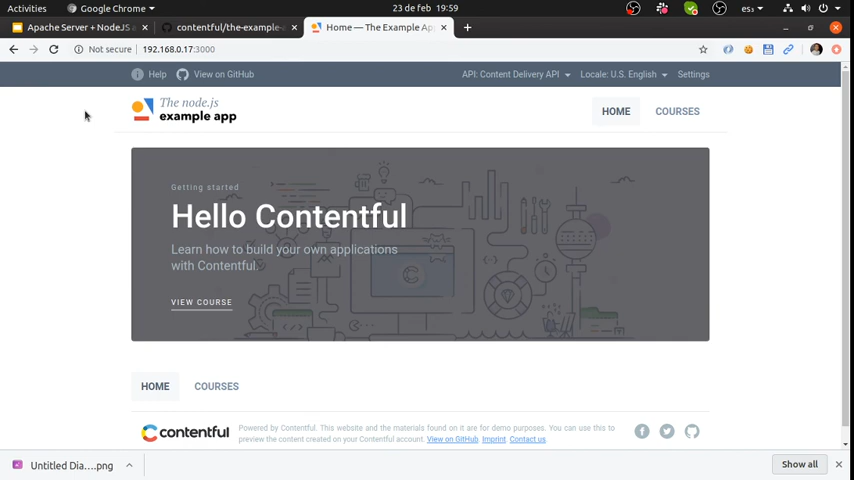 Activities
Google Chrome
23 de feb 19:59
es₃
Apache Server + NodeJS a
contentful/the-example-
Home — The Example Ap
Not secure
192.168.0.17:3000
Help
View on GitHub
API: Content Delivery API
Locale: U.S. English
Settings
The node.js
example app
HOME
COURSES
Getting started
Hello Contentful
Learn how to build your own applications
with Contentful.
VIEW COURSE
HOME
COURSES
contentful
Powered by Contentful. This website and the materials found on it are for demo purposes. You can use this to
preview the content created on your Contentful account. View on GitHub, Imprint, Contact us.
Untitled Dia....png
Show all